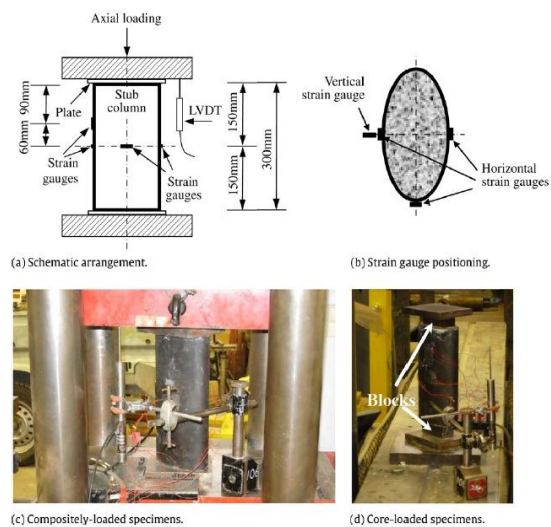 Axial loading
Stub
column
Plate
LVDT
90mm
60mm
150mm
150mm
300mm
Strain
gauges
Strain
gauges
(a) Schematic arrangement.
Vertical
strain gauge
Horizontal
strain gauges
(b) Strain gauge positioning.
Blocks
106
(c) Compositely-loaded specimens.
(d) Core-loaded specimens.